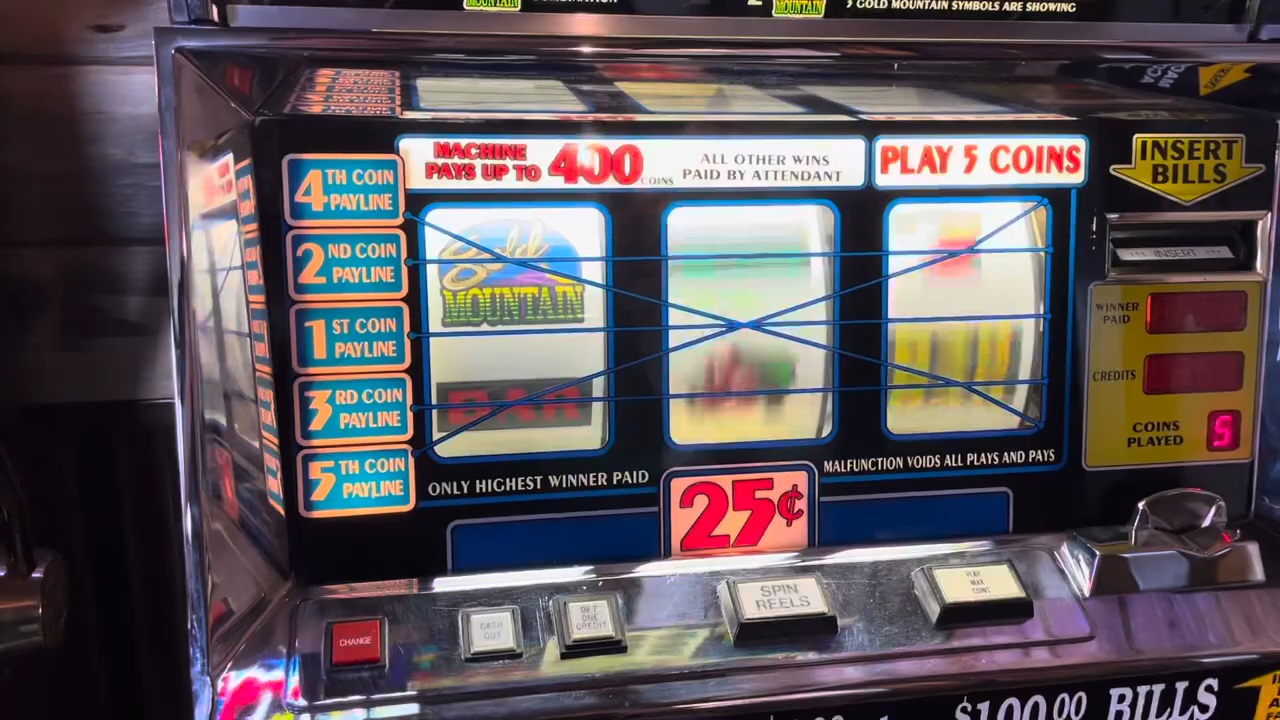 MOUNTAIN
MOUNTAIN
5 GOLD MOUNTAIN SYMBOLS ARE SHOWING
MACHINE
PAYS UP TO 400 COINS
ALL OTHER WINS
PAID BY ATTENDANT
PLAY 5 COINS
INSERT
BILLS
4TH COIN
PAYLINE
2ND COIN
PAYLINE
1ST COIN
PAYLINE
3RD COIN
PAYLINE
5TH COIN
PAYLINE
Gold
MOUNTAIN
BAR
INSERT
WINNER
PAID
CREDITS
COINS
PLAYED
5
ONLY HIGHEST WINNER PAID
MALFUNCTION VOIDS ALL PLAYS AND PAYS
25¢
CHANGE
CASH
OUT
BET
ONE
CREDIT
SPIN
REELS
PLAY
MAX
COINS
$100.00 BILLS